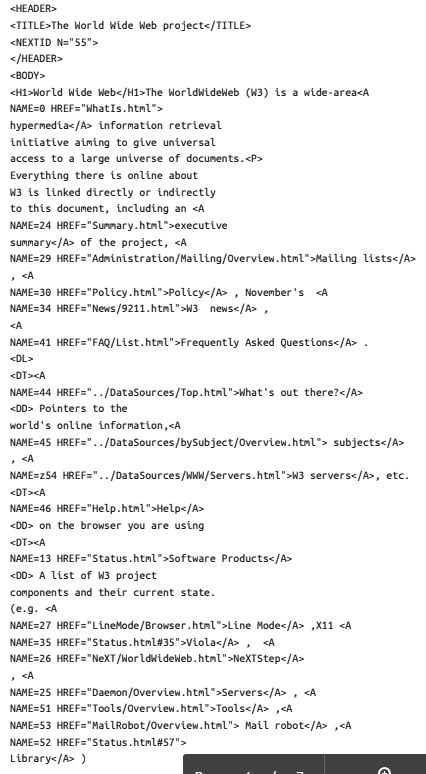 <HEADER>
<TITLE>The World Wide Web project</TITLE>
<NEXTID N="55">
</HEADER>
<BODY>
<H1>World Wide Web</H1>The WorldWideWeb (W3) is a wide-area<A
NAME=0 HREF="WhatIs.html">
hypermedia</A> information retrieval
initiative aiming to give universal
access to a large universe of documents.<P>
Everything there is online about
W3 is linked directly or indirectly
to this document, including an <A
NAME=24 HREF="Summary.html">executive
summary</A> of the project, <A
NAME=29 HREF="Administration/Mailing/Overview.html">Mailing lists</A>
, <A
NAME=30 HREF="Policy.html">Policy</A> , November's  <A
NAME=34 HREF="News/9211.html">W3  news</A> ,
<A
NAME=41 HREF="FAQ/List.html">Frequently Asked Questions</A> .
<DL>
<DT><A
NAME=44 HREF="../DataSources/Top.html">What's out there?</A>
<DD> Pointers to the
world's online information,<A
NAME=45 HREF="../DataSources/bySubject/Overview.html"> subjects</A>
, <A
NAME=z54 HREF="../DataSources/WWW/Servers.html">W3 servers</A>, etc.
<DT><A
NAME=46 HREF="Help.html">Help</A>
<DD> on the browser you are using
<DT><A
NAME=13 HREF="Status.html">Software Products</A>
<DD> A list of W3 project
components and their current state.
(e.g. <A
NAME=27 HREF="LineMode/Browser.html">Line Mode</A> ,X11 <A
NAME=35 HREF="Status.html#35">Viola</A> ,  <A
NAME=26 HREF="NeXT/WorldWideWeb.html">NeXTStep</A>
, <A
NAME=25 HREF="Daemon/Overview.html">Servers</A> , <A
NAME=51 HREF="Tools/Overview.html">Tools</A> ,<A
NAME=53 HREF="MailRobot/Overview.html"> Mail robot</A> ,<A
NAME=52 HREF="Status.html#57">
Library</A> )